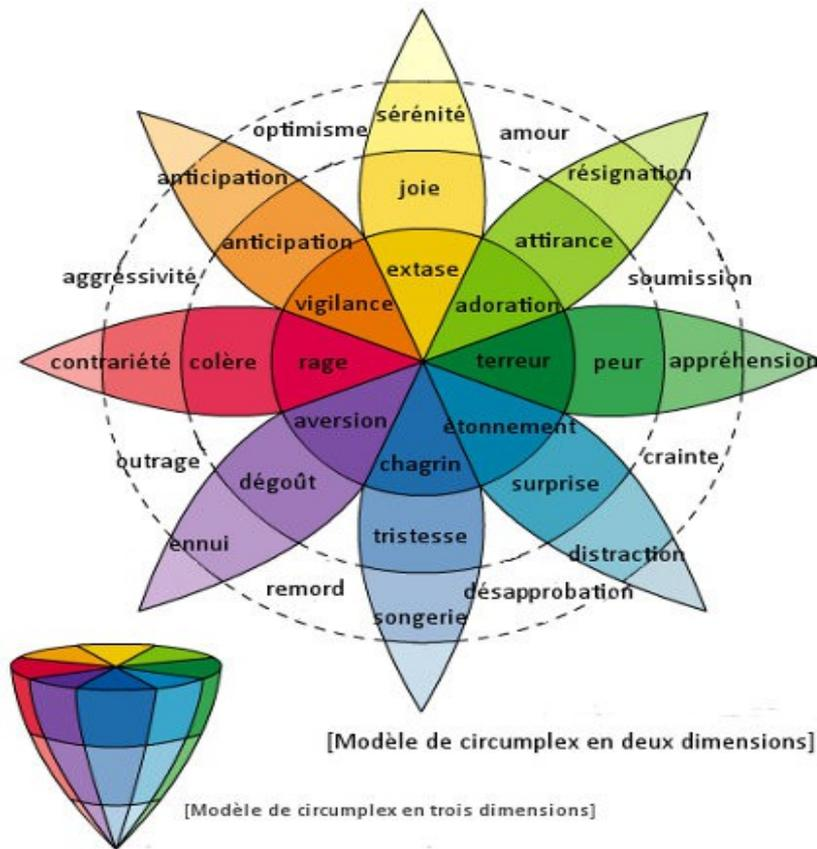 sérénité
optimisme
amour
anticipation
résignation
joie
anticipation
attirance
aggressivité
extase
soumission
vigilance
adoration
contrariété
colère
rage
terreur
peur
appréhension
aversion
étonnement
outrage
chagrin
crainte
dégoût
surprise
ennui
tristesse
distraction
remord
désapprobation
songerie
[Modèle de circumplex en deux dimensions]
[Modèle de circumplex en trois dimensions]